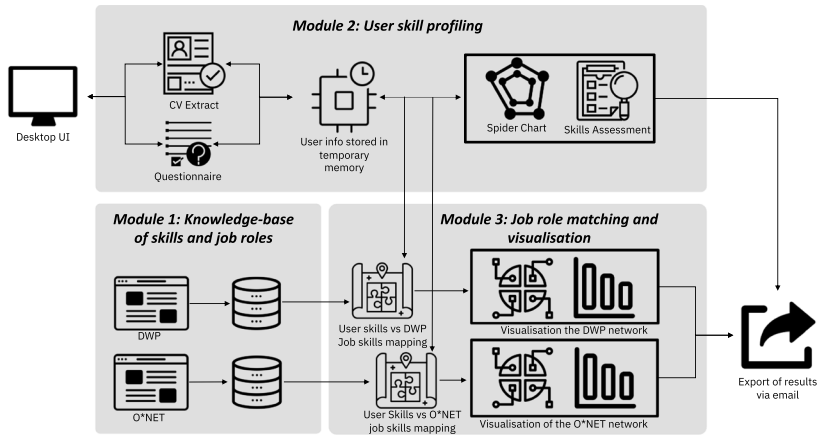 Module 2: User skill profiling
Desktop UI
CV Extract
Questionnaire
User info stored in
temporary
memory
Spider Chart
Skills Assessment
Module 1: Knowledge-base
of skills and job roles
DWP
O*NET
Module 3: Job role matching and
visualisation
User skills vs DWP
Job skills mapping
Visualisation the DWP network
User Skills vs O*NET
job skills mapping
Visualisation of the O*NET network
Export of results
via email